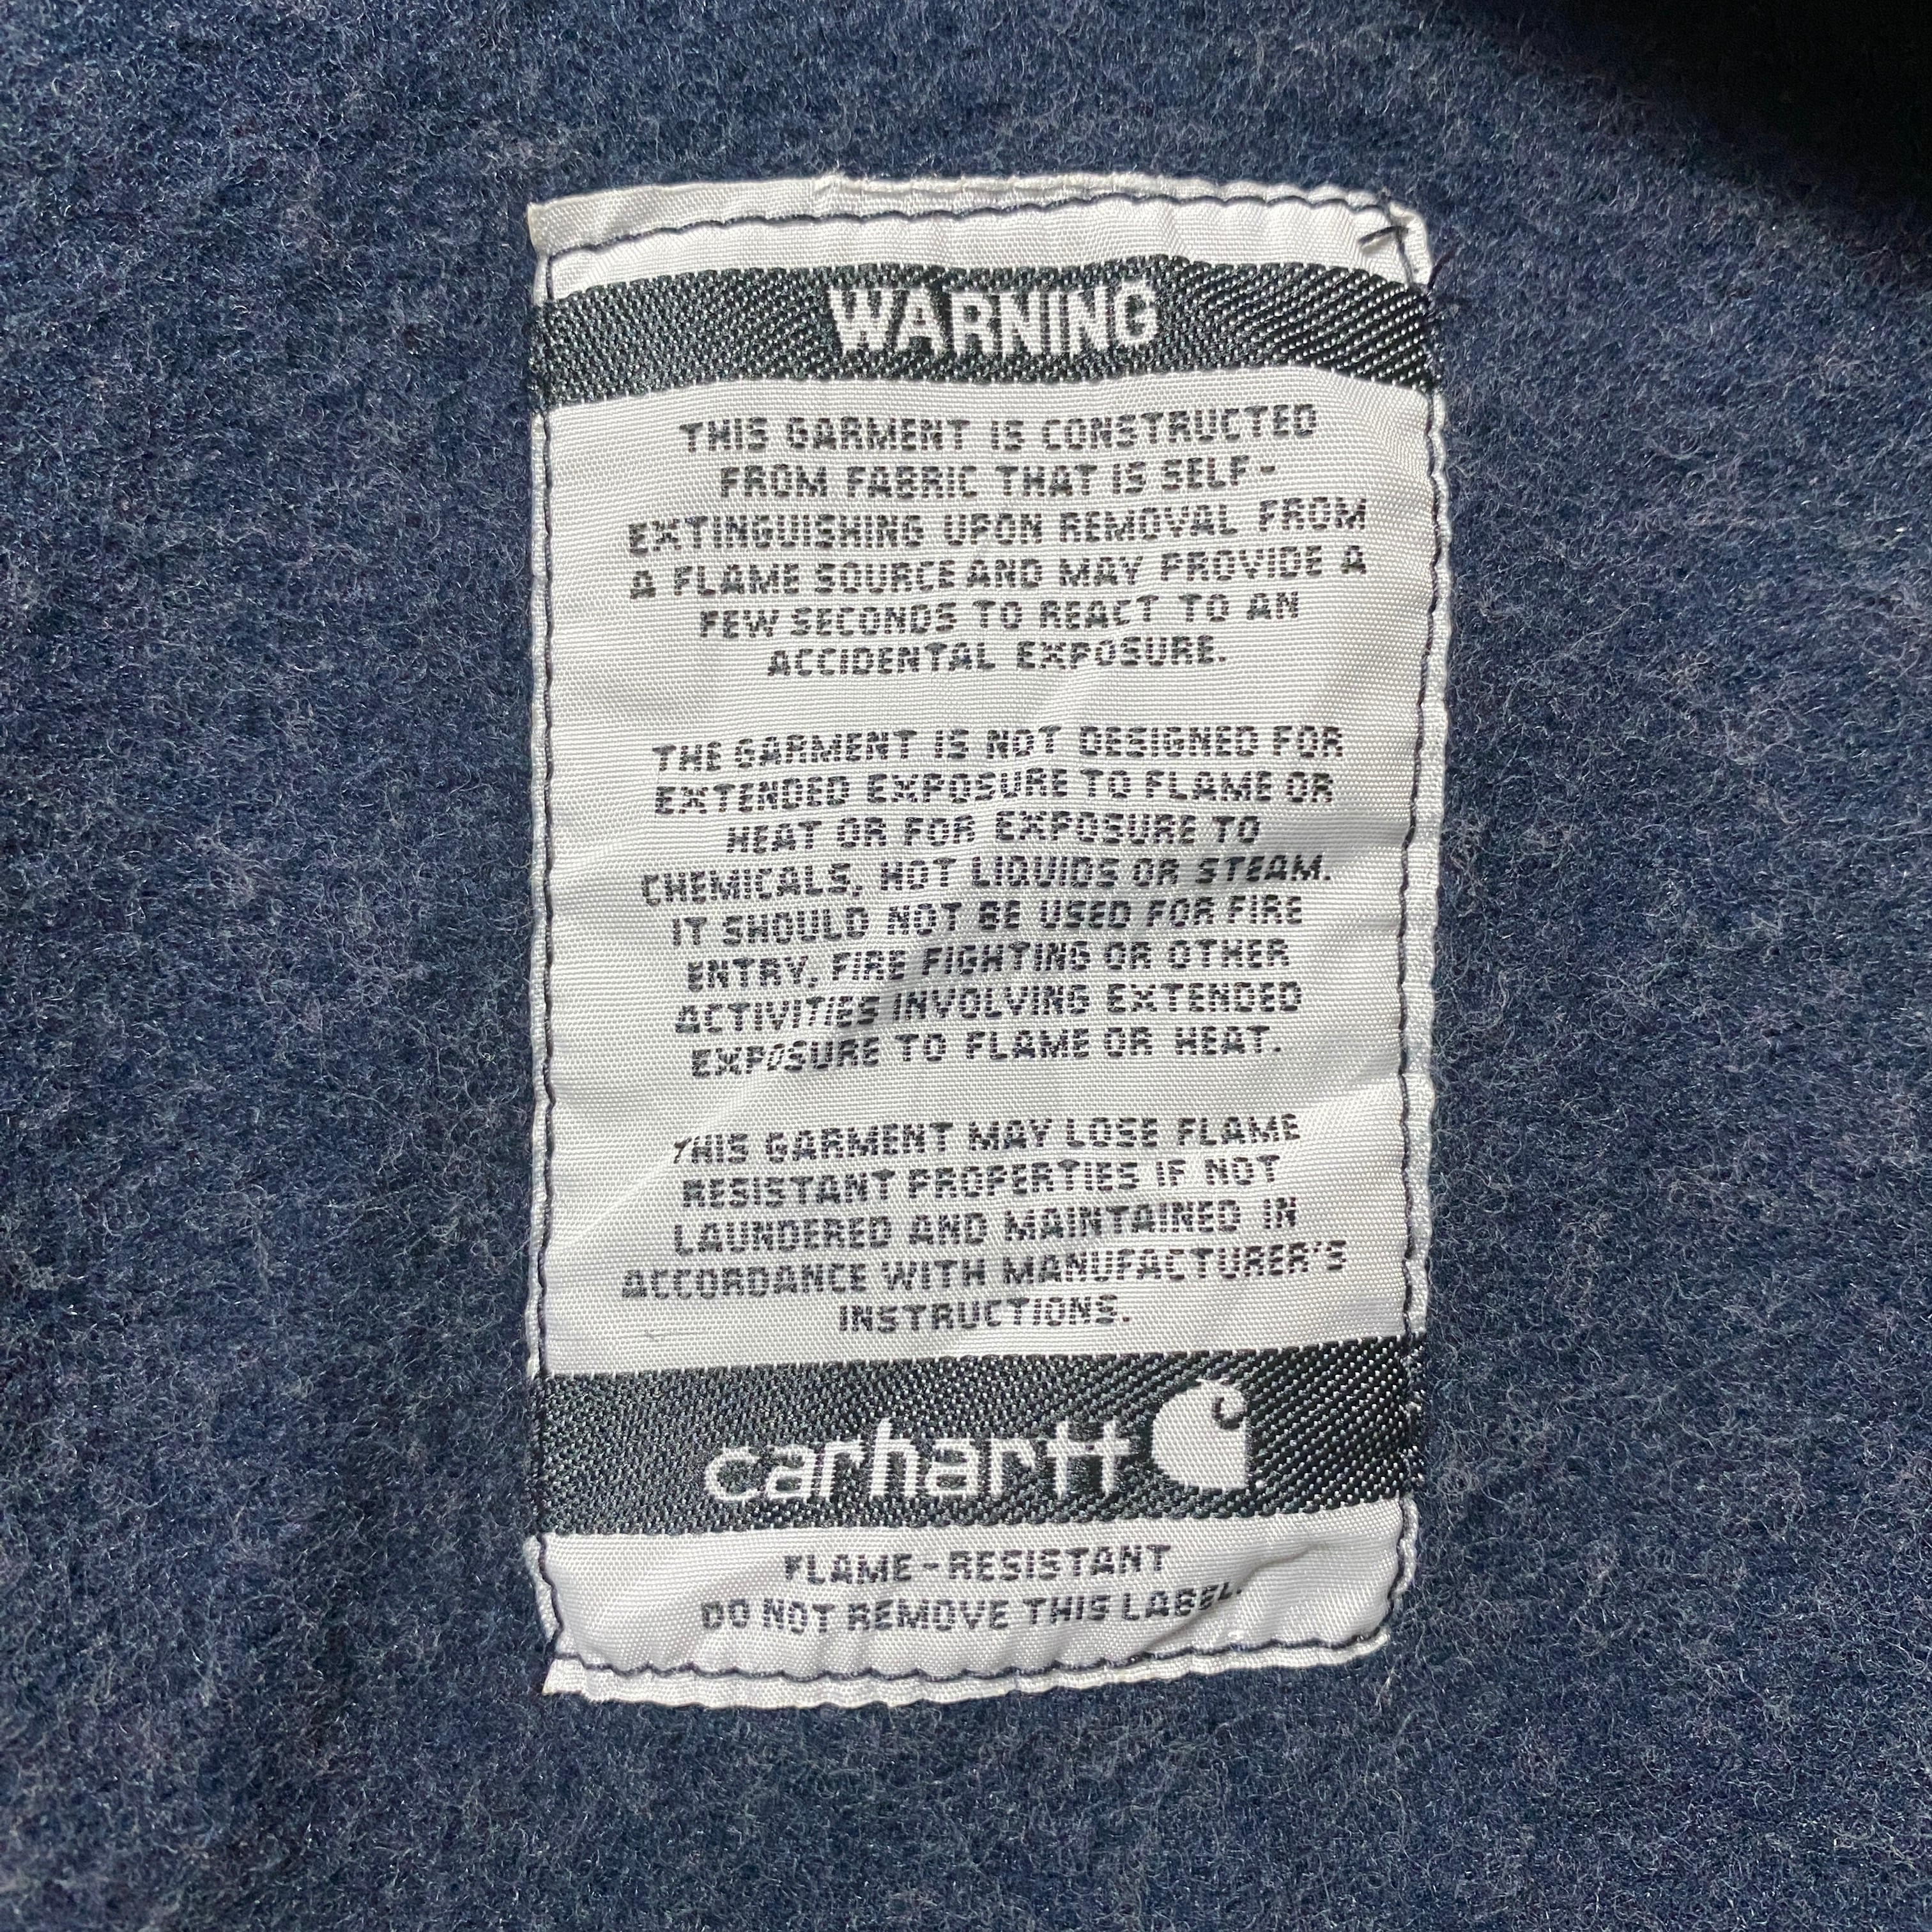 WARNING
THIS GARMENT IS CONSTRUCTED
FROM FABRIC THAT IS SELF-
EXTINGUISHING UPON REMOVAL FROM
A FLAME SOURCE AND MAY PROVIDE A
FEW SECONDS TO REACT TO AN
ACCIDENTAL EXPOSURE.
THE GARMENT IS NOT DESIGNED FOR
EXTENDED EXPOSURE TO FLAME OR
HEAT OR FOR EXPOSURE TO
CHEMICALS, HOT LIQUIDS OR STEAM.
IT SHOULD NOT BE USED FOR FIRE
ENTRY, FIRE FIGHTING OR OTHER
ACTIVITIES INVOLVING EXTENDED
EXPOSURE TO FLAME OR HEAT.
THIS GARMENT MAY LOSE FLAME
RESISTANT PROPERTIES IF NOT
LAUNDERED AND MAINTAINED IN
ACCORDANCE WITH MANUFACTURER'S
INSTRUCTIONS.
carhartt
FLAME-RESISTANT
DO NOT REMOVE THIS LABEL.